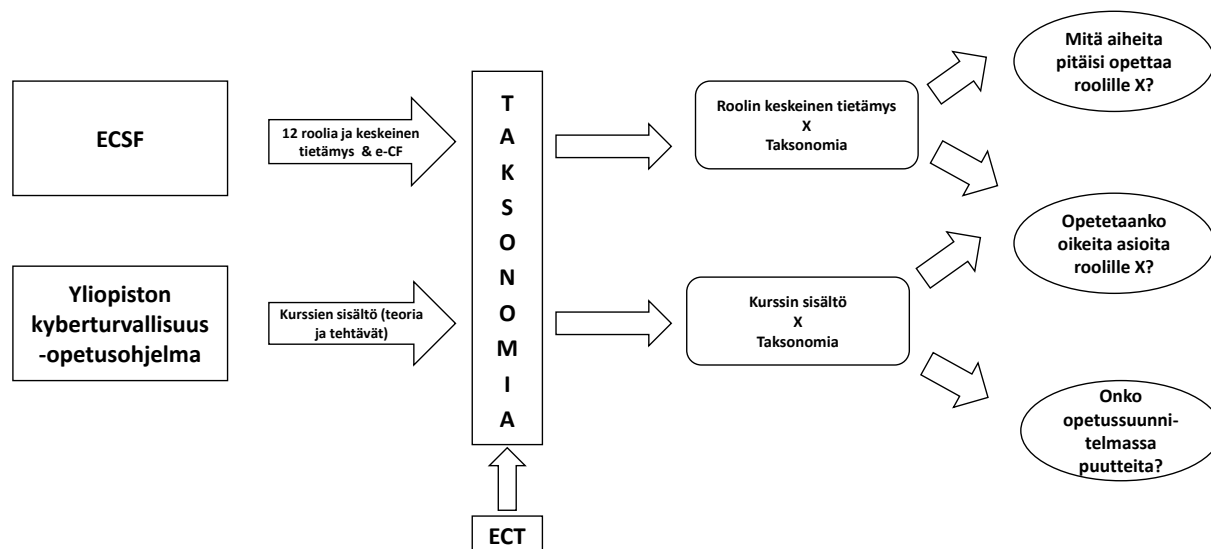 ECSF
12 roolia ja keskeinen
tietämys & e-CF
Yliopiston
kyberturvallisuus
-opetusohjelma
Kurssien sisältö (teoria
ja tehtävät)
T
A
K
S
O
N
O
M
I
A
ECT
Roolin keskeinen tietämys
X
Taksonomia
Kurssin sisältö
X
Taksonomia
Mitä aiheita
pitäisi opettaa
roolille X?
Opetetaanko
oikeita asioita
roolille X?
Onko
opetussuunni-
telmassa
puutteita?